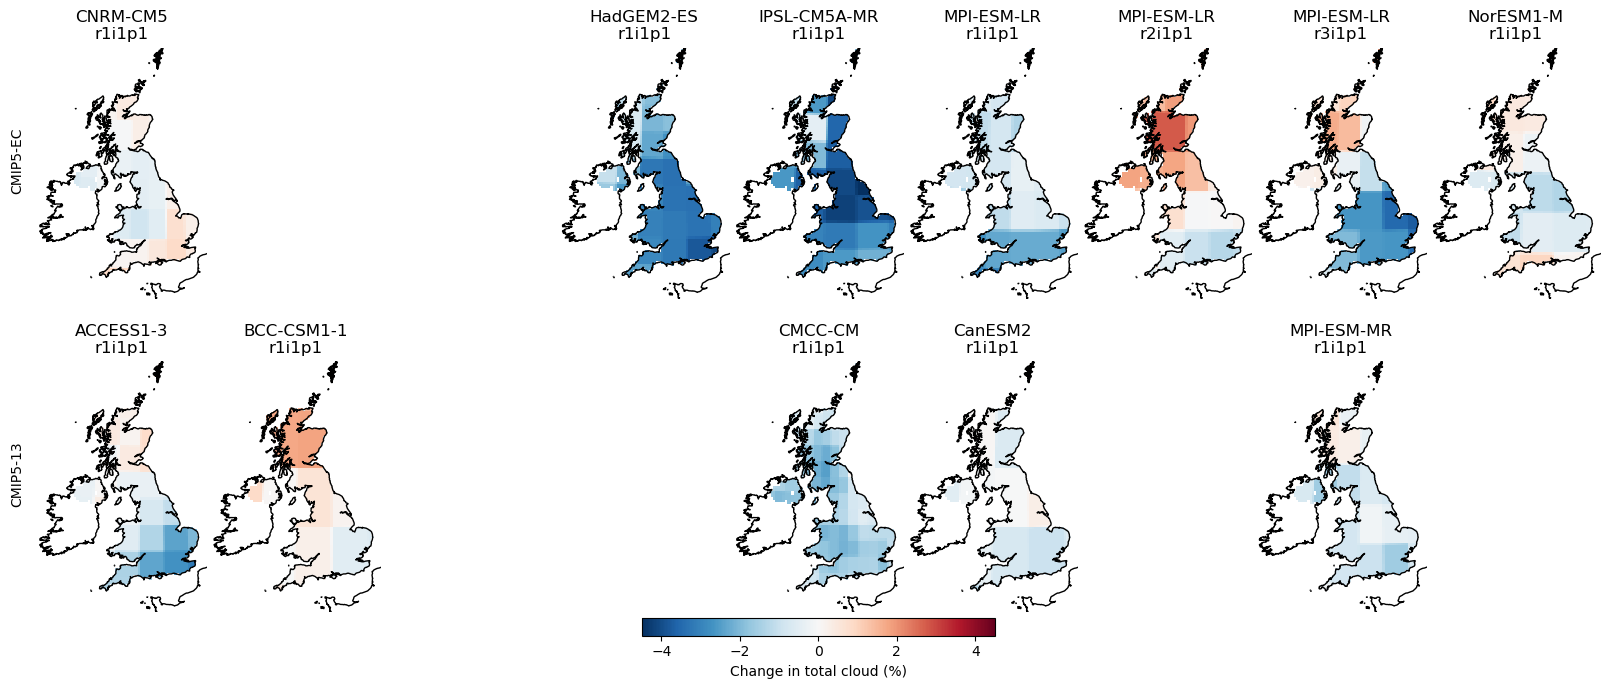 CNRM-CM5
r1i1p1
HadGEM2-ES
r1i1p1
IPSL-CM5A-MR
r1i1p1
MPI-ESM-LR
r1i1p1
MPI-ESM-LR
r2i1p1
MPI-ESM-LR
r3i1p1
NorESM1-M
r1i1p1
CMIP5-EC
ACCESS1-3
r1i1p1
BCC-CSM1-1
r1i1p1
CMCC-CM
r1i1p1
CanESM2
r1i1p1
MPI-ESM-MR
r1i1p1
CMIP5-13
−4 −2 0 2 4
Change in total cloud (%)